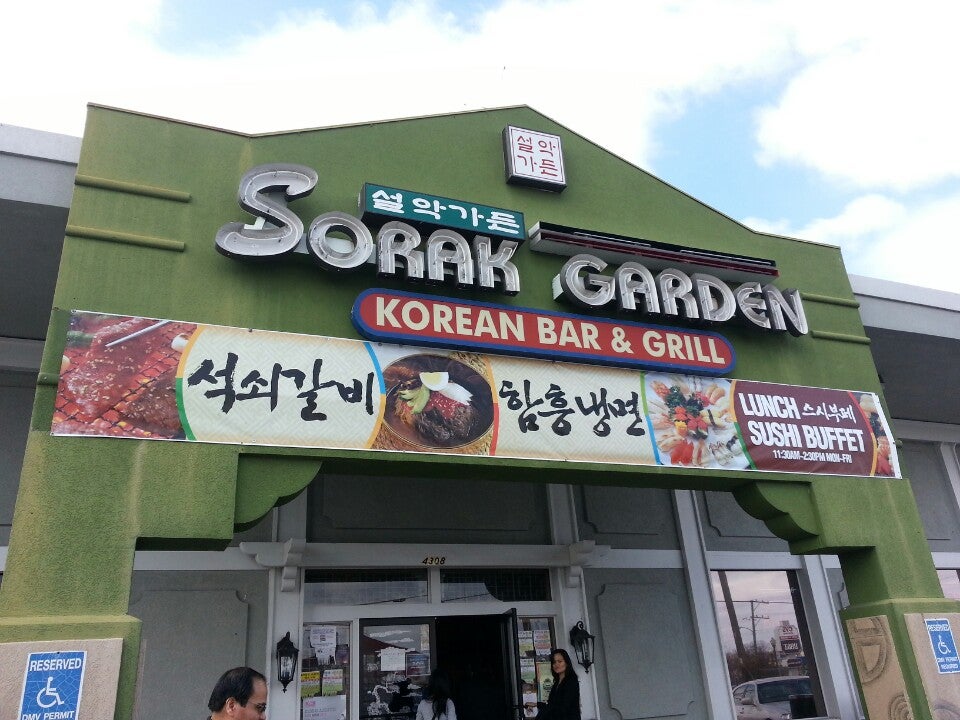 설악
가든
설악가든
SORAK GARDEN
KOREAN BAR & GRILL
석쇠갈비
함흥냉면
LUNCH 스시부페
SUSHI BUFFET
11:30AM-2:30PM MON-FRI
4308
RESERVED
DMV PERMIT
RESERVED
DMV PERMIT